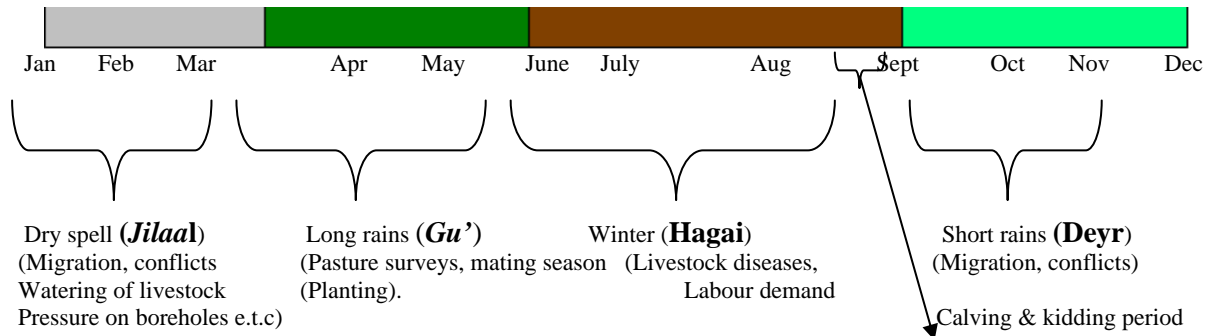 Jan Feb Mar Apr May June July Aug Sept Oct Nov Dec
Dry spell (Jilaal)
(Migration, conflicts
Watering of livestock
Pressure on boreholes e.t.c)
Long rains (Gu’)
(Pasture surveys, mating season
(Planting).
Winter (Hagai)
(Livestock diseases,
Labour demand
Short rains (Deyr)
(Migration, conflicts)
Calving & kidding period